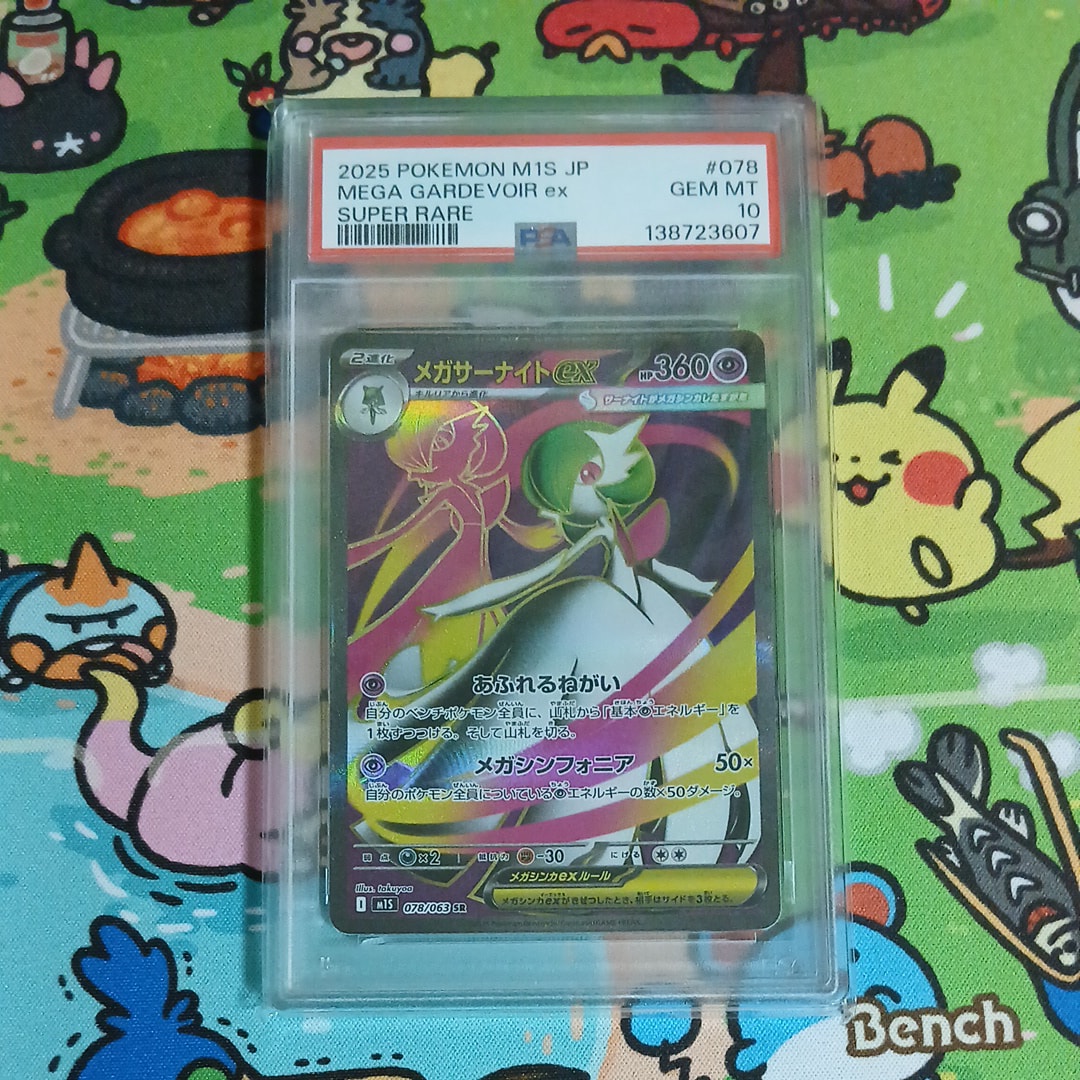 2025 POKEMON M1S JP #078
MEGA GARDEVOIR ex GEM MT
SUPER RARE 10
PSA 138723607
2進化 メガサーナイトex HP360
キルリアから進化 サーナイトがメガシンカしたすがた
あふれるねがい
自分のベンチポケモン全員に、山札から「基本エネルギー」を
1枚ずつつける。そして山札を切る。
メガシンフォニア 50×
自分のポケモン全員についているエネルギーの数×50ダメージ。
弱点 ×2 抵抗力 -30 にげる
メガシンカexルール
メガシンカexがきぜつしたとき、相手はサイドを3枚とる。
Illus. takuyoa
I M1S 078/063 SR
Bench